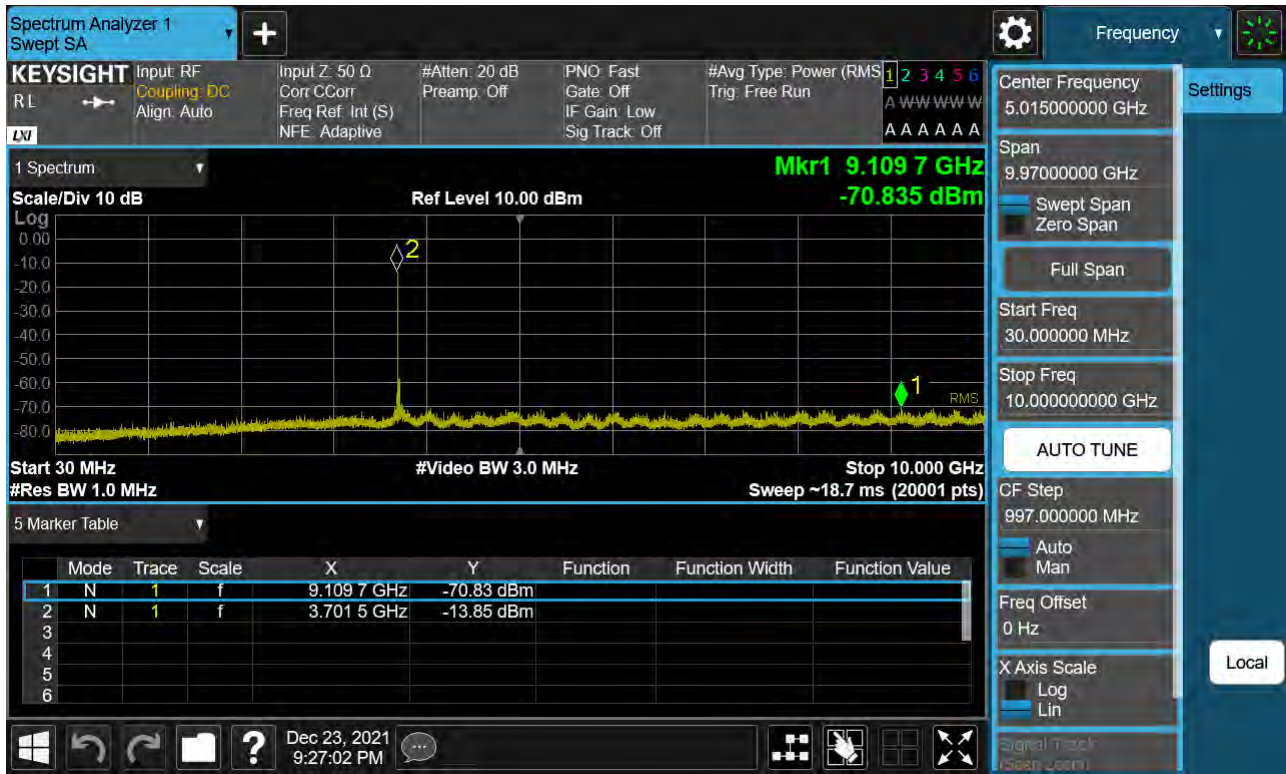 Spectrum Analyzer 1
Swept SA
Frequency
KEYSIGHT
RL
LXI
Input: RF
Coupling: DC
Align: Auto
Input Z: 50 Ω
Corr CCorr
Freq Ref: Int (S)
NFE: Adaptive
#Atten: 20 dB
Preamp: Off
PNO: Fast
Gate: Off
IF Gain: Low
Sig Track: Off
#Avg Type: Power (RMS
Trig: Free Run
1 2 3 4 5 6
A W W W W W
A A A A A A
1 Spectrum
Scale/Div 10 dB
Ref Level 10.00 dBm
Mkr1 9.109 7 GHz
-70.835 dBm
Log
0.00
-10.0
-20.0
-30.0
-40.0
-50.0
-60.0
-70.0
-80.0
2
1
RMS
Start 30 MHz
#Video BW 3.0 MHz
Stop 10.000 GHz
#Res BW 1.0 MHz
Sweep ~18.7 ms (20001 pts)
5 Marker Table
Mode Trace Scale X Y Function Function Width Function Value
1 N 1 f 9.109 7 GHz -70.83 dBm
2 N 1 f 3.701 5 GHz -13.85 dBm
3
4
5
6
?
Dec 23, 2021
9:27:02 PM
Center Frequency
5.015000000 GHz
Span
9.97000000 GHz
Swept Span
Zero Span
Full Span
Start Freq
30.000000 MHz
Stop Freq
10.000000000 GHz
AUTO TUNE
CF Step
997.000000 MHz
Auto
Man
Freq Offset
0 Hz
X Axis Scale
Log
Lin
Signal Track
(Span Zoom)
Settings
Local